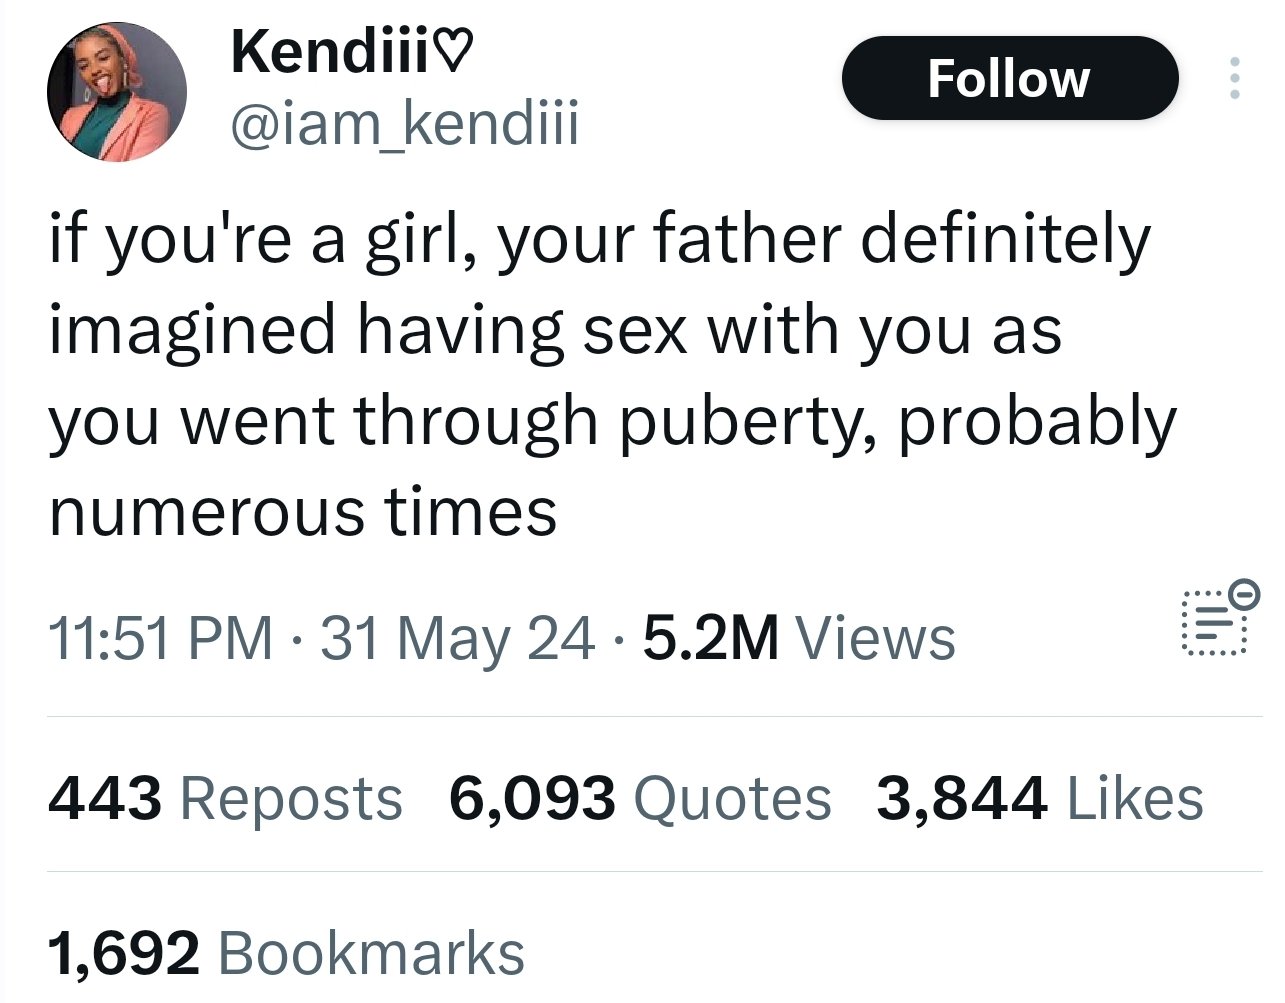 Kendiii♡
@iam_kendiii
Follow
if you're a girl, your father definitely
imagined having sex with you as
you went through puberty, probably
numerous times
11:51 PM · 31 May 24 · 5.2M Views
443 Reposts 6,093 Quotes 3,844 Likes
1,692 Bookmarks